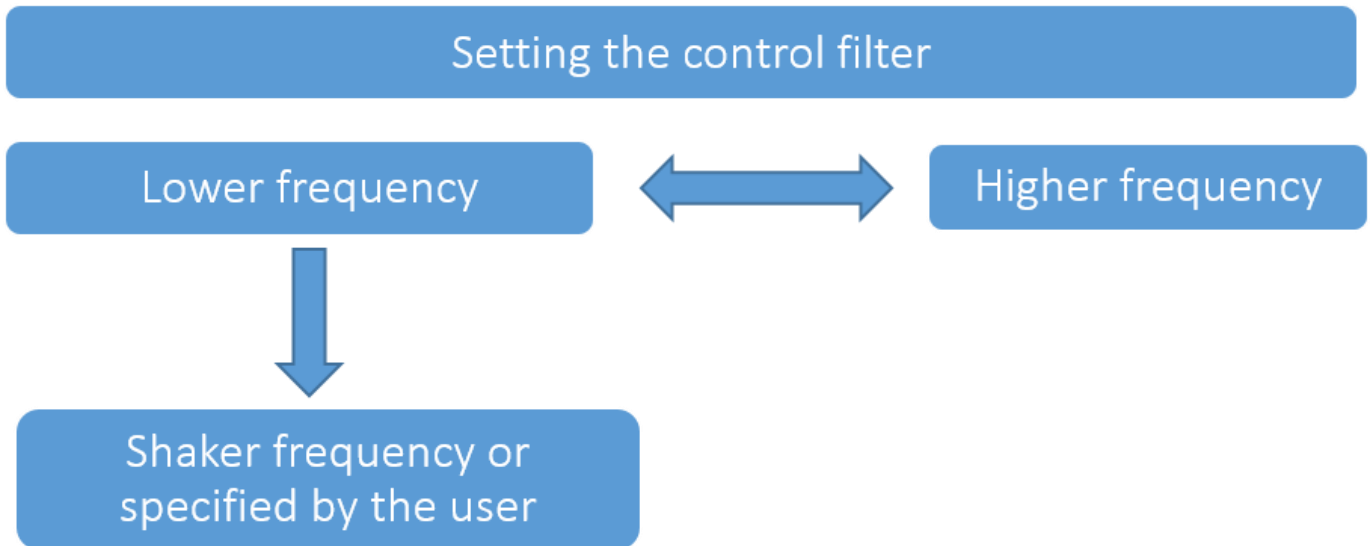 Setting the control filter
Lower frequency
Higher frequency
Shaker frequency or
specified by the user